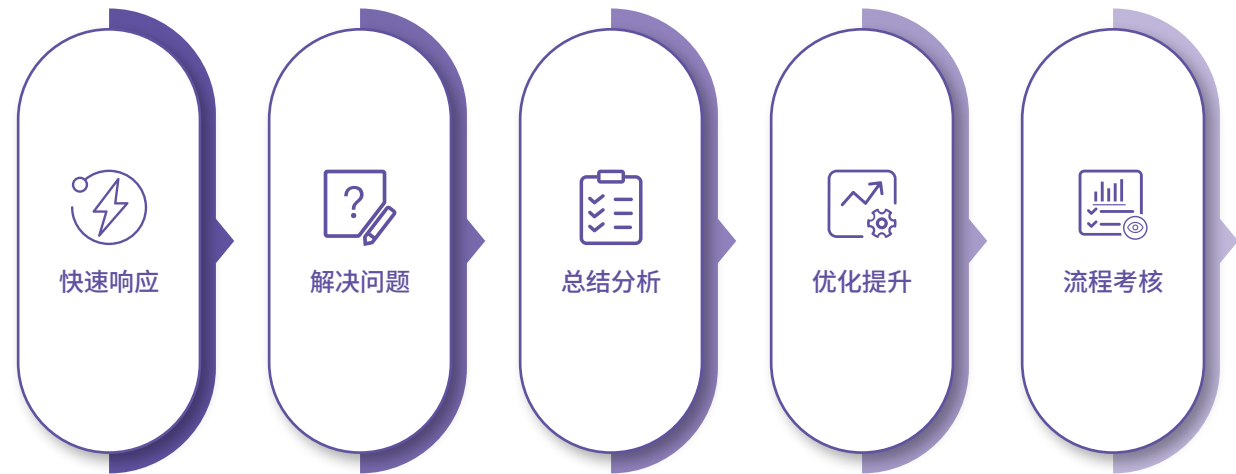 快速响应
解决问题
总结分析
优化提升
流程考核